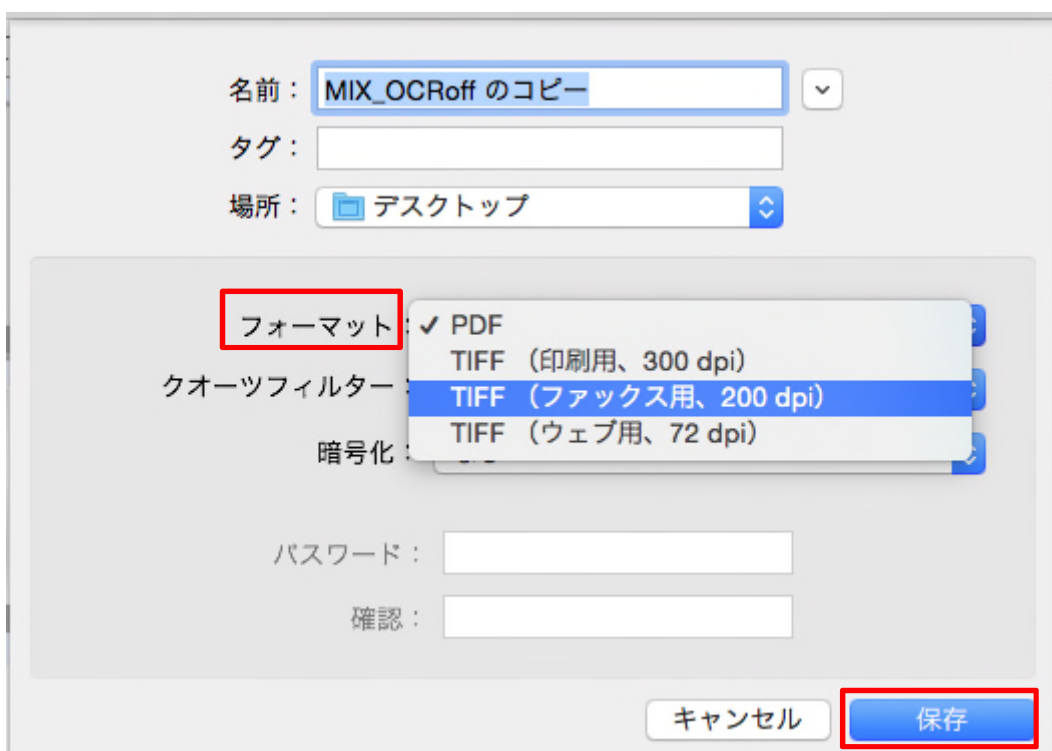 名前： MIX_OCRoff のコピー
タグ：
場所： デスクトップ
フォーマット： ✓ PDF
TIFF （印刷用、300 dpi）
クオーツフィルター： TIFF （ファックス用、200 dpi）
TIFF （ウェブ用、72 dpi）
暗号化：
パスワード：
確認：
キャンセル 保存